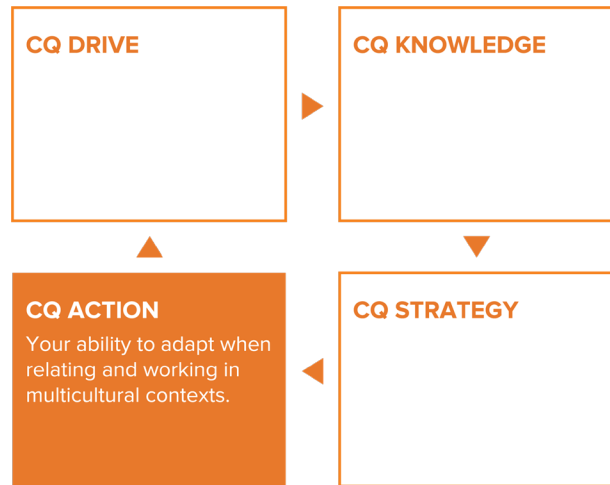 CQ DRIVE
CQ KNOWLEDGE
CQ ACTION
Your ability to adapt when
relating and working in
multicultural contexts.
CQ STRATEGY